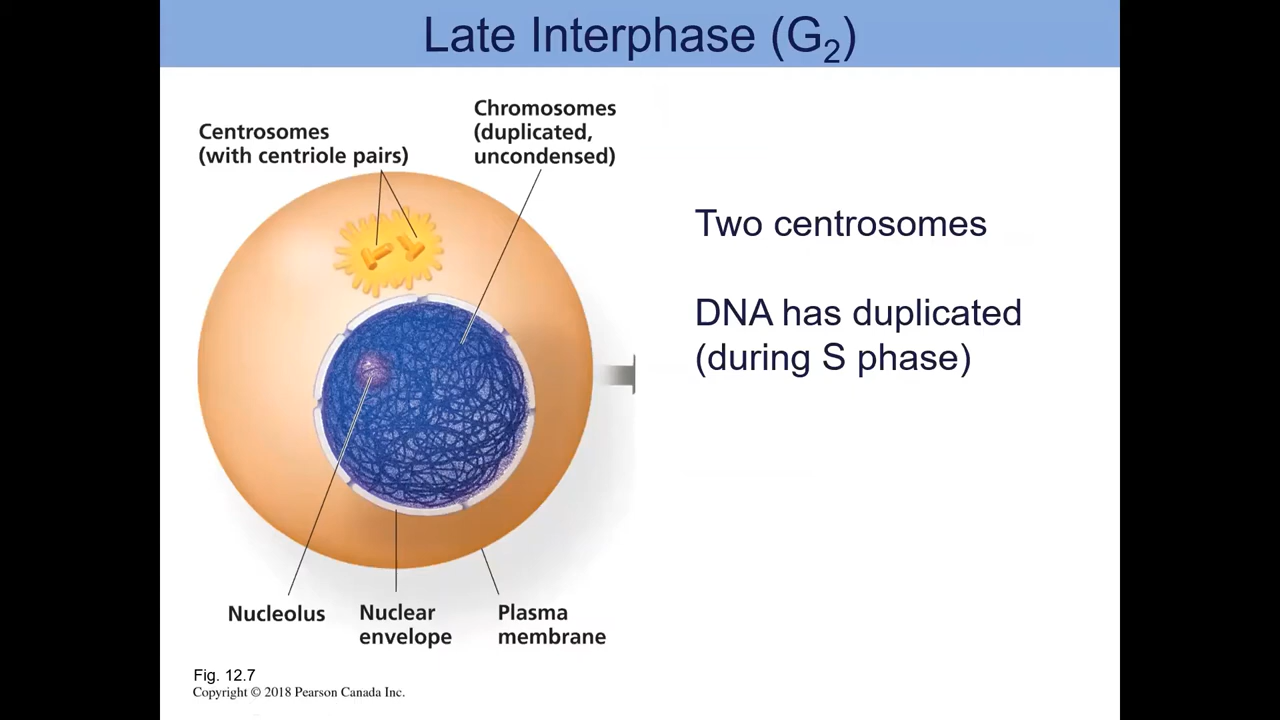 Late Interphase (G₂)
Centrosomes
(with centriole pairs)
Chromosomes
(duplicated,
uncondensed)
Two centrosomes
DNA has duplicated
(during S phase)
Nucleolus
Nuclear
envelope
Plasma
membrane
Fig. 12.7
Copyright © 2018 Pearson Canada Inc.